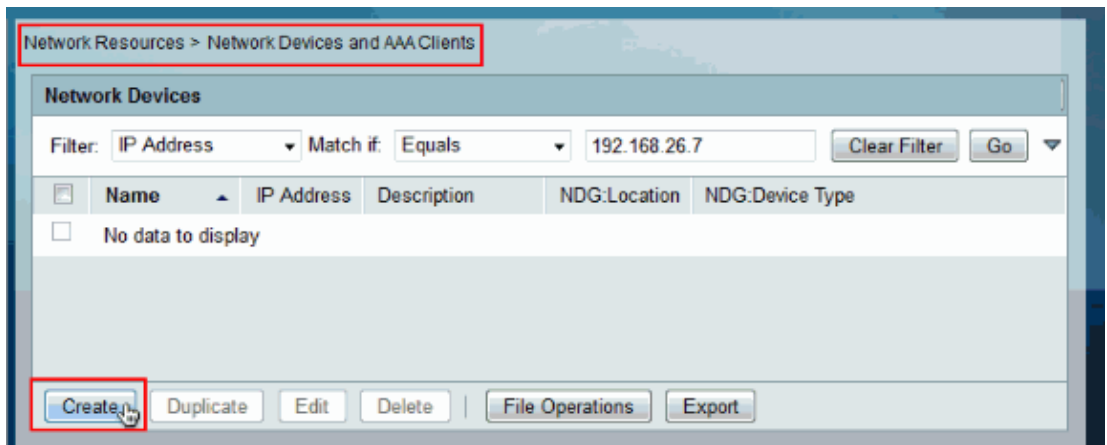 Network Resources > Network Devices and AAA Clients
Network Devices
Filter: IP Address Match if: Equals 192.168.26.7 Clear Filter Go
Name IP Address Description NDG:Location NDG:Device Type
No data to display
Create Duplicate Edit Delete | File Operations Export